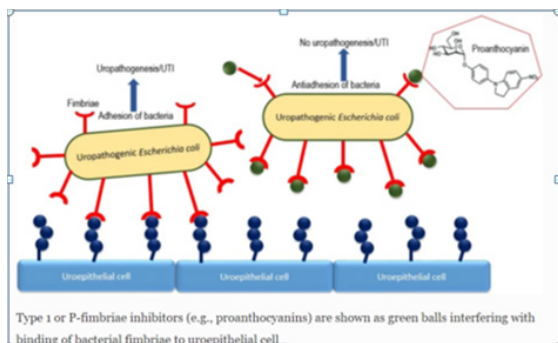 No uropathogenesis/UTI
Proanthocyanin
Uropathogenesis/UTI
Antiadhesion of bacteria
Fimbriae
Adhesion of bacteria
Uropathogenic Escherichia coli
Uropathogenic Escherichia coli
Uroepithelial cell
Uroepithelial cell
Uroepithelial cell
Type 1 or P-fimbriae inhibitors (e.g., proanthocyanins) are shown as green balls interfering with
binding of bacterial fimbriae to uroepithelial cell